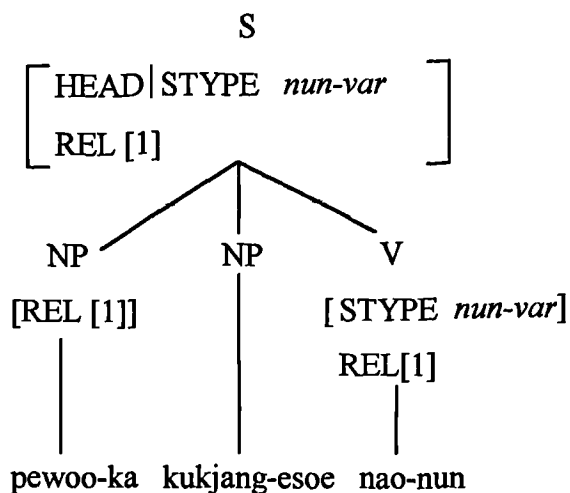 S
HEAD|STYPE nun-var
REL [1]
NP NP V
[REL [1]] [STYPE nun-var]
REL[1]
pewoo-ka kukjang-esoe nao-nun